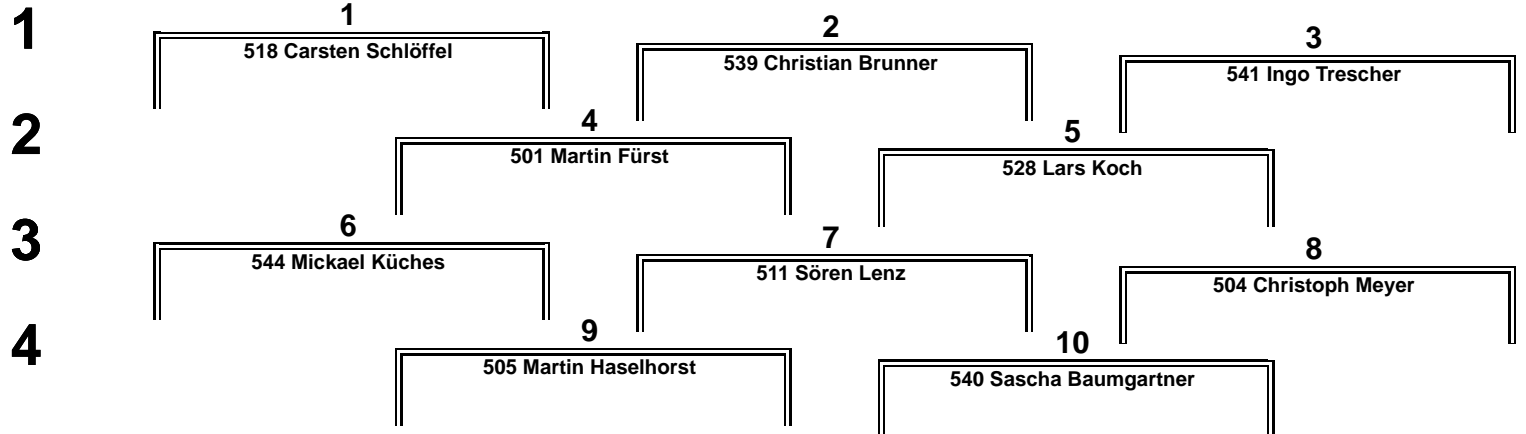 1
1
518 Carsten Schlöffel
2
539 Christian Brunner
3
541 Ingo Trescher
2
4
501 Martin Fürst
5
528 Lars Koch
3
6
544 Mickael Küches
7
511 Sören Lenz
8
504 Christoph Meyer
4
9
505 Martin Haselhorst
10
540 Sascha Baumgartner